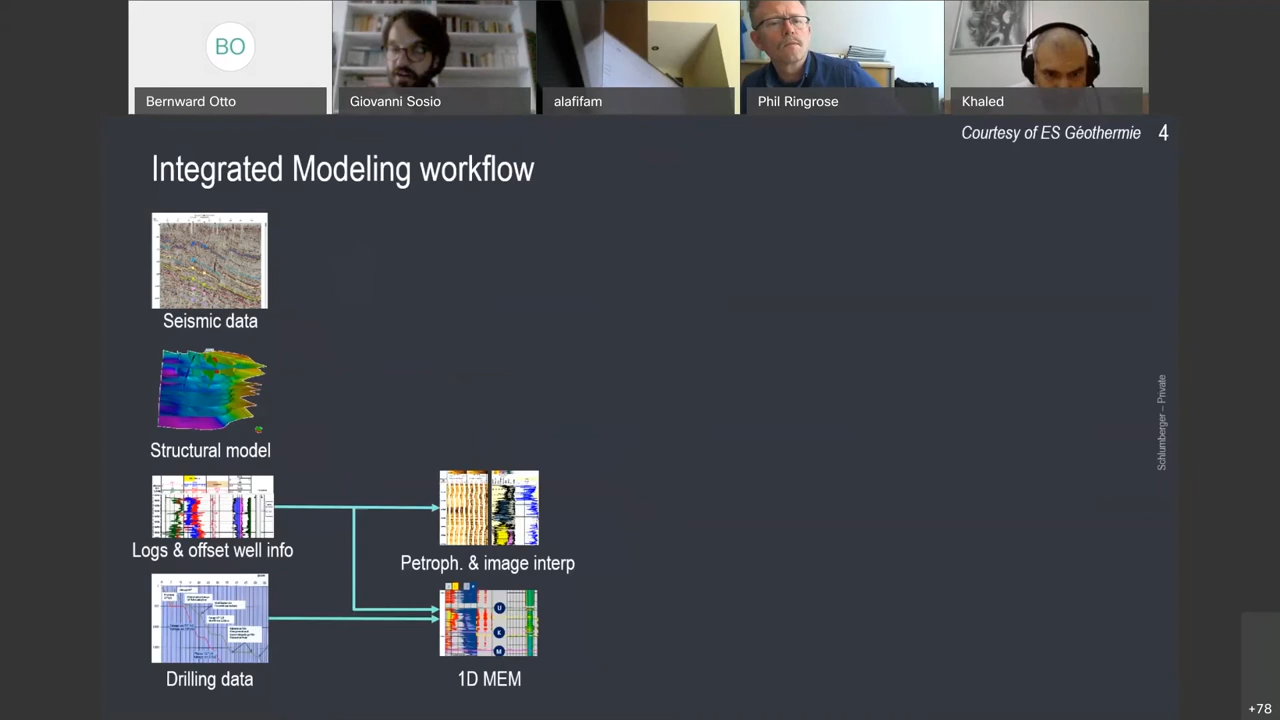 BO
Bernward Otto
Giovanni Sosio
alafifam
Phil Ringrose
Khaled
Courtesy of ES Géothermie 4
Integrated Modeling workflow
Seismic data
Structural model
Logs & offset well info
Petroph. & image interp
U
K
M
Drilling data
1D MEM
Schlumberger – Private
+78